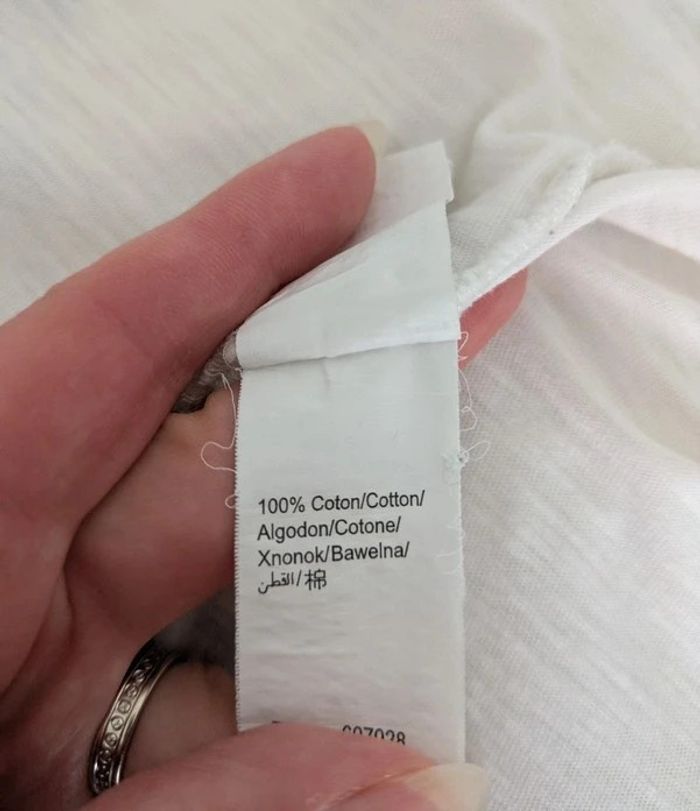 100% Coton/Cotton/
Algodon/Cotone/
Xnonok/Bawelna/
القطن/棉